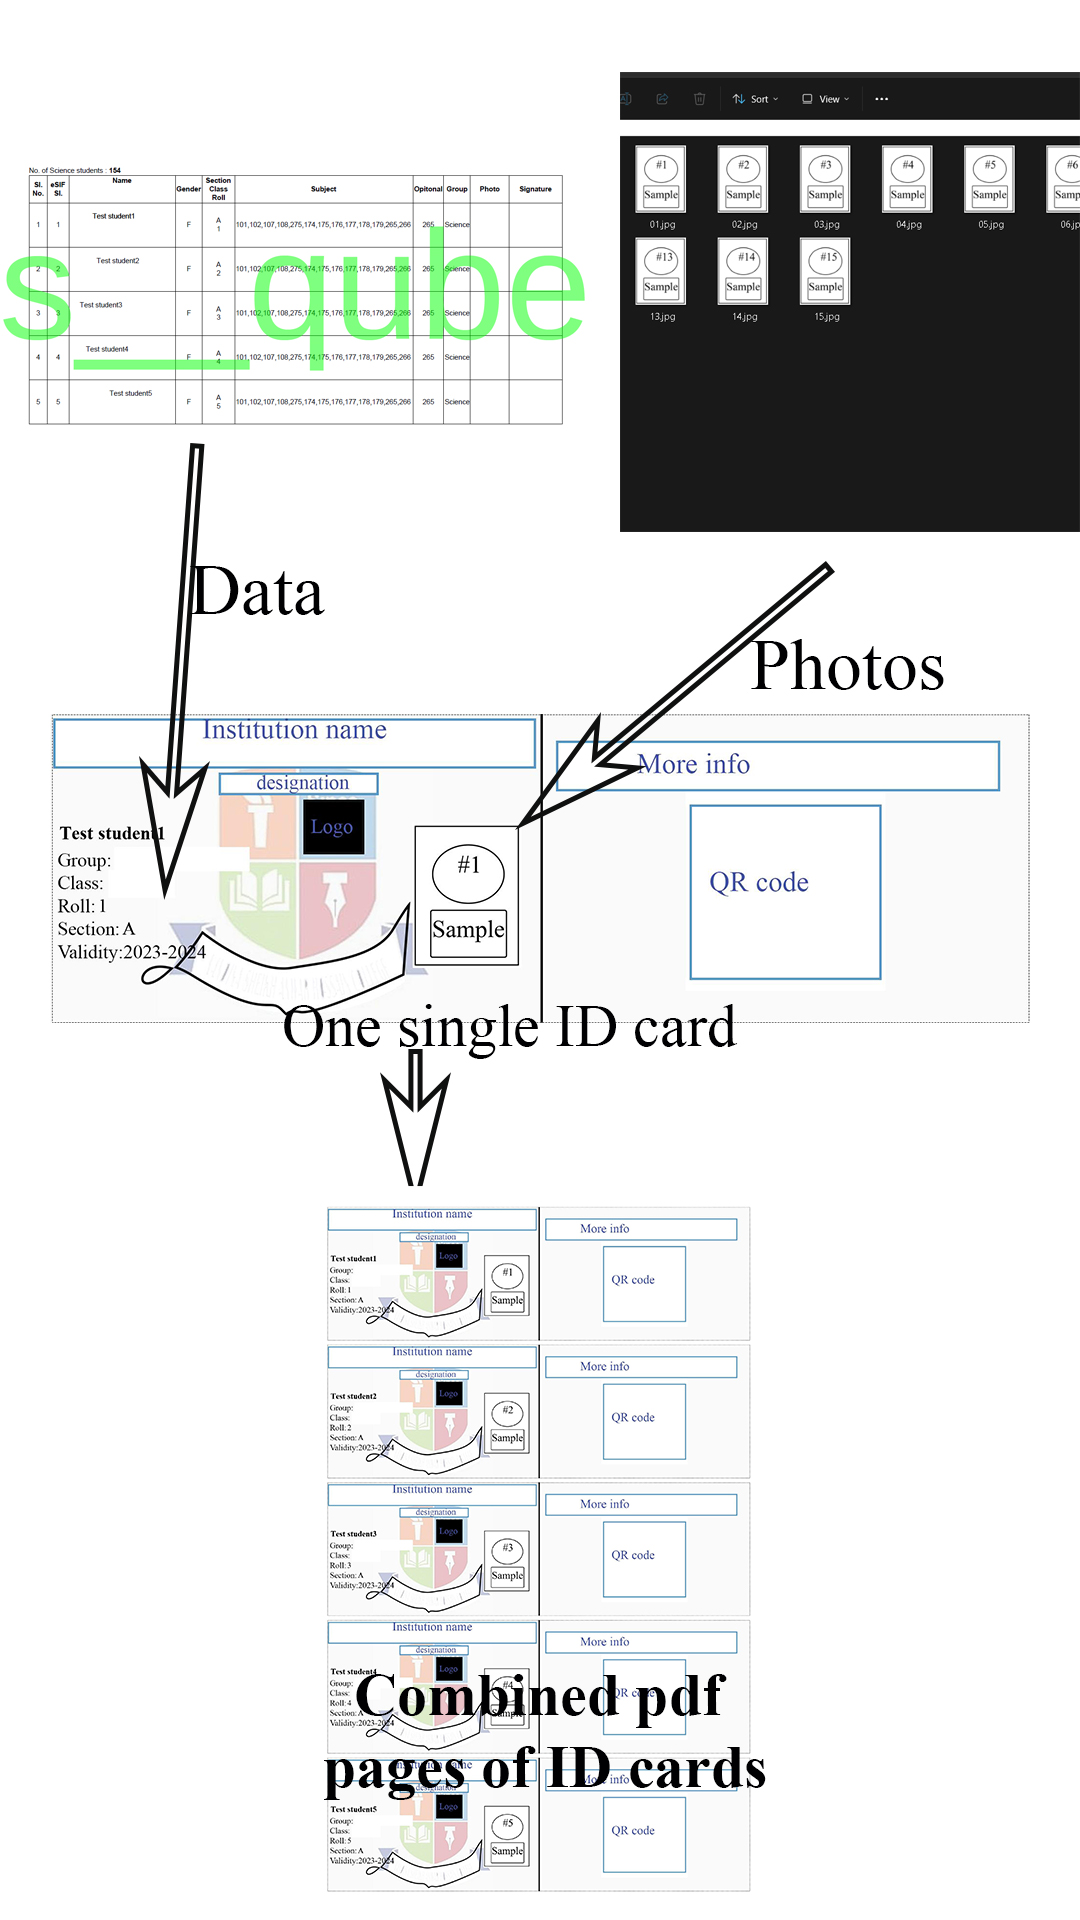 No. of Science students : 154
Sl. No. eSIF Sl. Name Gender Section Class Roll Subject Opitonal Group Photo Signature
1 1 Test student1 F A 1 101,102,107,108,275,174,175,176,177,178,179,265,266 265 Science
2 2 Test student2 F A 2 101,102,107,108,275,174,175,176,177,178,179,265,266 265 Science
3 3 Test student3 F A 3 101,102,107,108,275,174,175,176,177,178,179,265,266 265 Science
4 4 Test student4 F A 4 101,102,107,108,275,174,175,176,177,178,179,265,266 265 Science
5 5 Test student5 F A 5 101,102,107,108,275,174,175,176,177,178,179,265,266 265 Science
s___qube
Sort View
#1 #2 #3 #4 #5 #6
Sample Sample Sample Sample Sample Sample
01.jpg 02.jpg 03.jpg 04.jpg 05.jpg 06.jp
#13 #14 #15
Sample Sample Sample
13.jpg 14.jpg 15.jpg
Data
Photos
Institution name
designation
Logo
Test student1
Group:
Class:
Roll: 1
Section: A
Validity:2023-2024
#1
Sample
More info
QR code
One single ID card
Institution name
designation
Logo
Test student1
Group:
Class:
Roll: 1
Section: A
Validity:2023-2024
#1
Sample
More info
QR code
Institution name
designation
Logo
Test student2
Group:
Class:
Roll: 2
Section: A
Validity:2023-2024
#2
Sample
More info
QR code
Institution name
designation
Logo
Test student3
Group:
Class:
Roll: 3
Section: A
Validity:2023-2024
#3
Sample
More info
QR code
Institution name
designation
Logo
Test student4
Group:
Class:
Roll: 4
Section: A
Validity:2023-2024
#4
Sample
More info
QR code
Combined pdf
pages of ID cards
Institution name
designation
Logo
Test student5
Group:
Class:
Roll: 5
Section: A
Validity:2023-2024
#5
Sample
More info
QR code